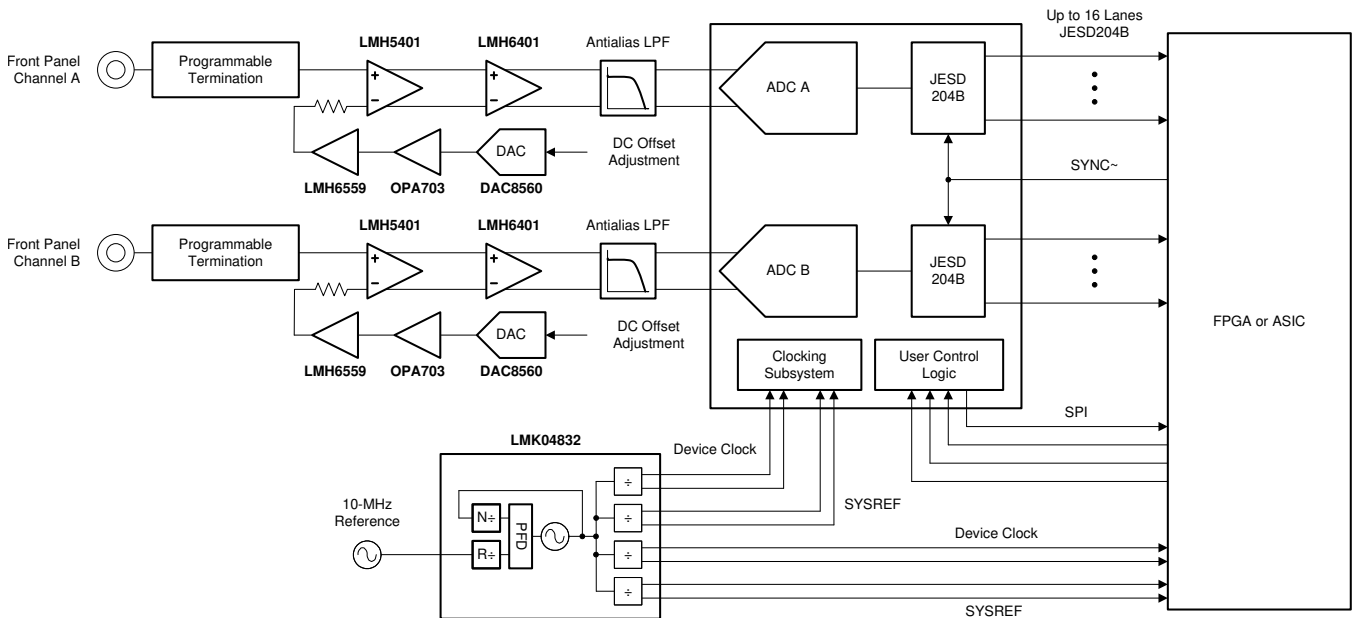 Up to 16 Lanes
JESD204B
LMH5401
LMH6401
Antialias LPF
Front Panel
Channel A
Programmable
Termination
+
−
+
−
ADC A
JESD
204B
DAC
DC Offset
Adjustment
LMH6559
OPA703
DAC8560
SYNC~
LMH5401
LMH6401
Antialias LPF
Front Panel
Channel B
Programmable
Termination
+
−
+
−
ADC B
JESD
204B
FPGA or ASIC
DAC
DC Offset
Adjustment
LMH6559
OPA703
DAC8560
Clocking
Subsystem
User Control
Logic
SPI
LMK04832
Device Clock
÷
10-MHz
Reference
N÷
PFD
R÷
÷
SYSREF
÷
Device Clock
÷
SYSREF